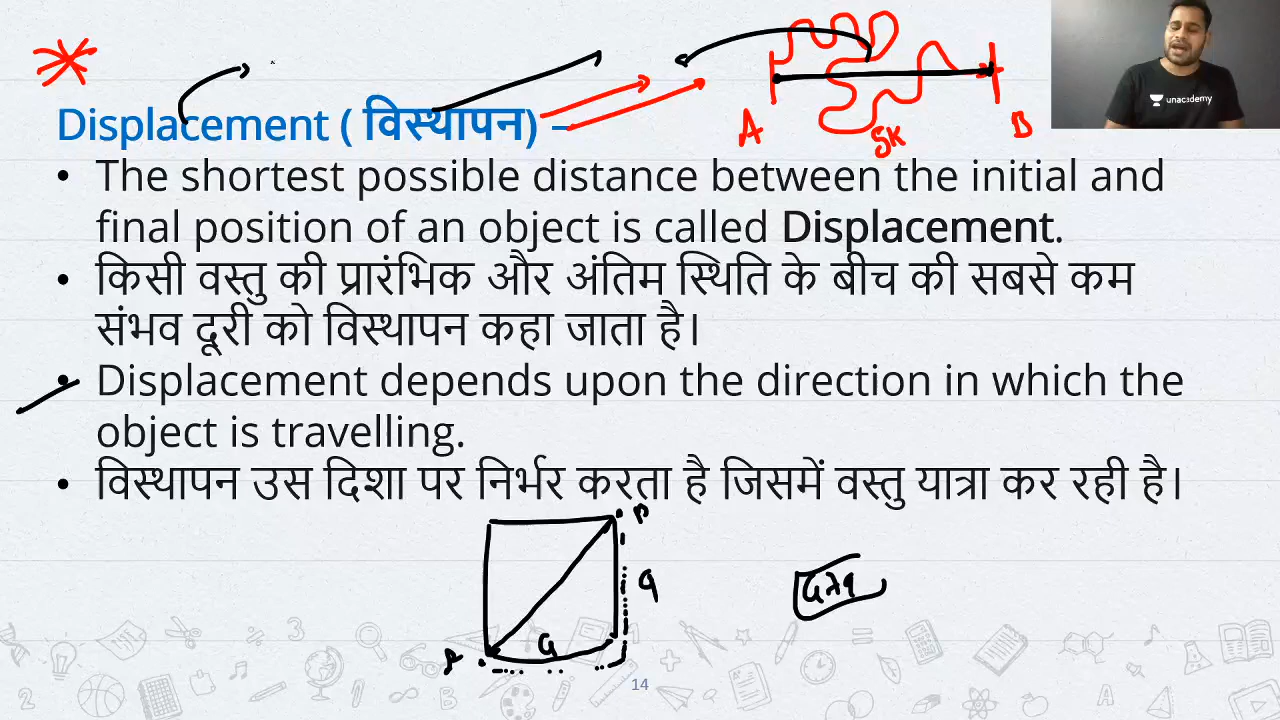 unacademy
A
5K
B
Displacement ( विस्थापन) –
• The shortest possible distance between the initial and
final position of an object is called Displacement.
• किसी वस्तु की प्रारंभिक और अंतिम स्थिति के बीच की सबसे कम
संभव दूरी को विस्थापन कहा जाता है।
• Displacement depends upon the direction in which the
object is travelling.
• विस्थापन उस दिशा पर निर्भर करता है जिसमें वस्तु यात्रा कर रही है।
14